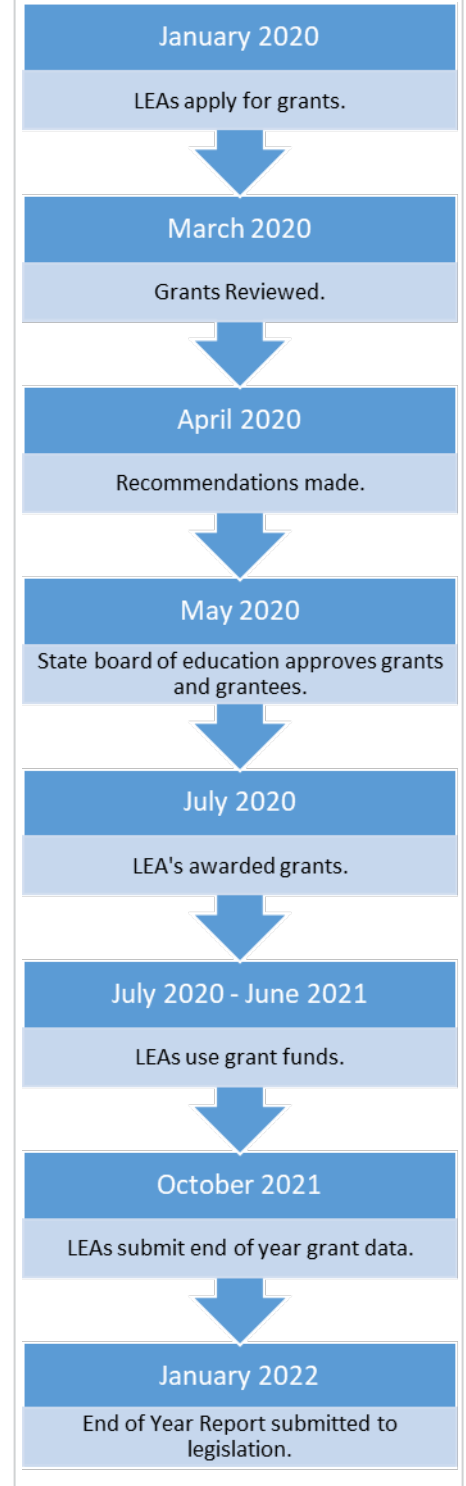 January 2020
LEAs apply for grants.
March 2020
Grants Reviewed.
April 2020
Recommendations made.
May 2020
State board of education approves grants
and grantees.
July 2020
LEA's awarded grants.
July 2020 - June 2021
LEAs use grant funds.
October 2021
LEAs submit end of year grant data.
January 2022
End of Year Report submitted to
legislation.